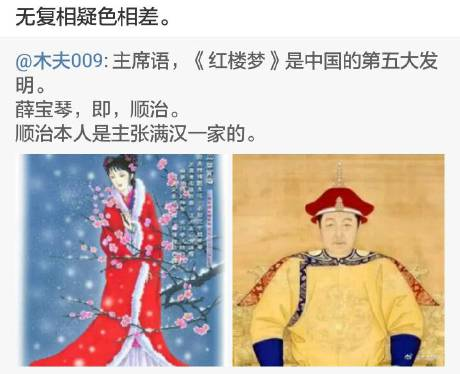 无复相疑色相差。
@木夫009: 主席语，《红楼梦》是中国的第五大发
明。
薛宝琴，即，顺治。
顺治本人是主张满汉一家的。